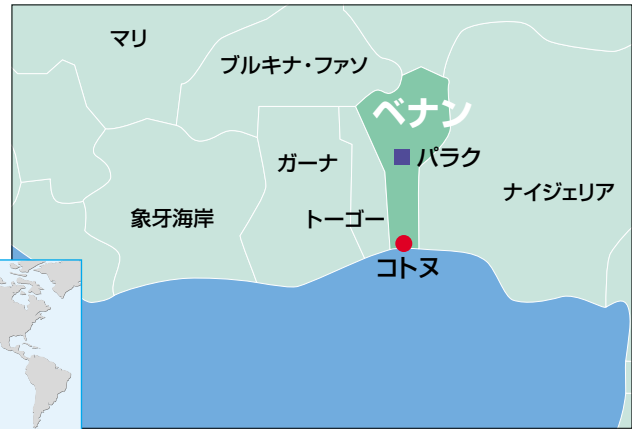 マリ
ブルキナ・ファソ
ベナン
パラク
ガーナ
ナイジェリア
象牙海岸
トーゴー
コトヌ